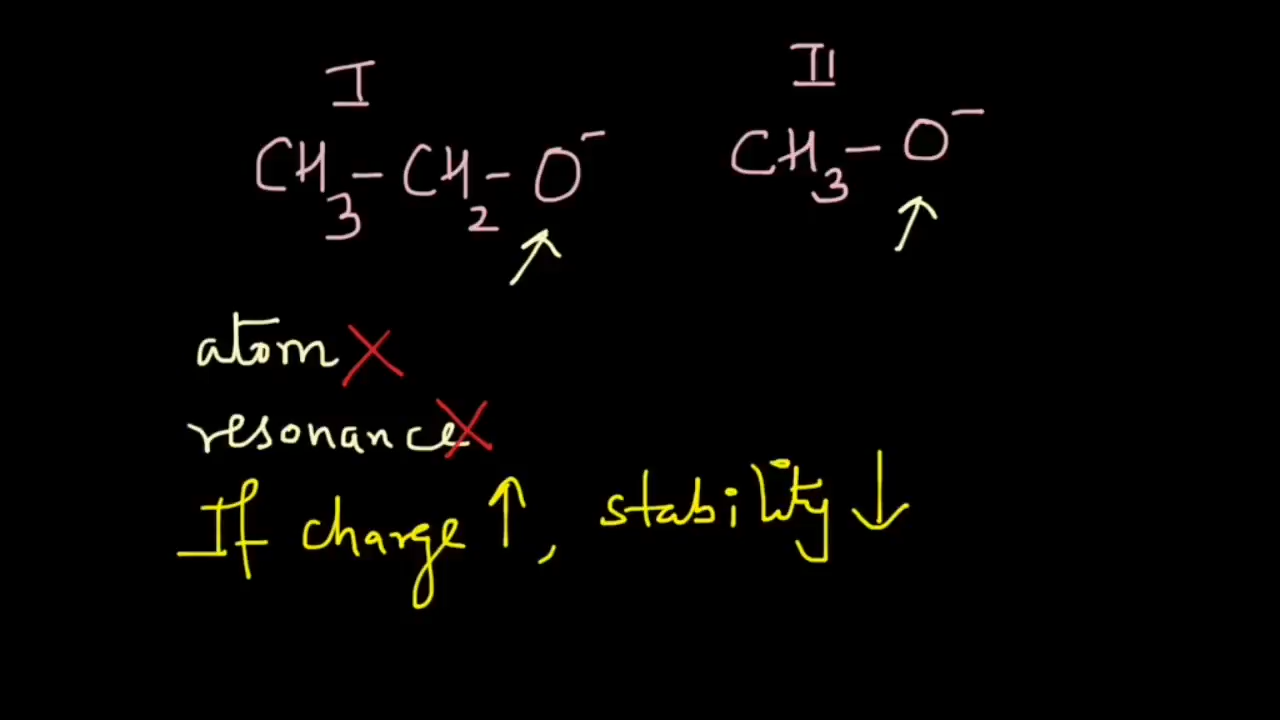 I II
CH₃-CH₂-O⁻ CH₃-O⁻
atom
resonance
If charge ↑, stability ↓